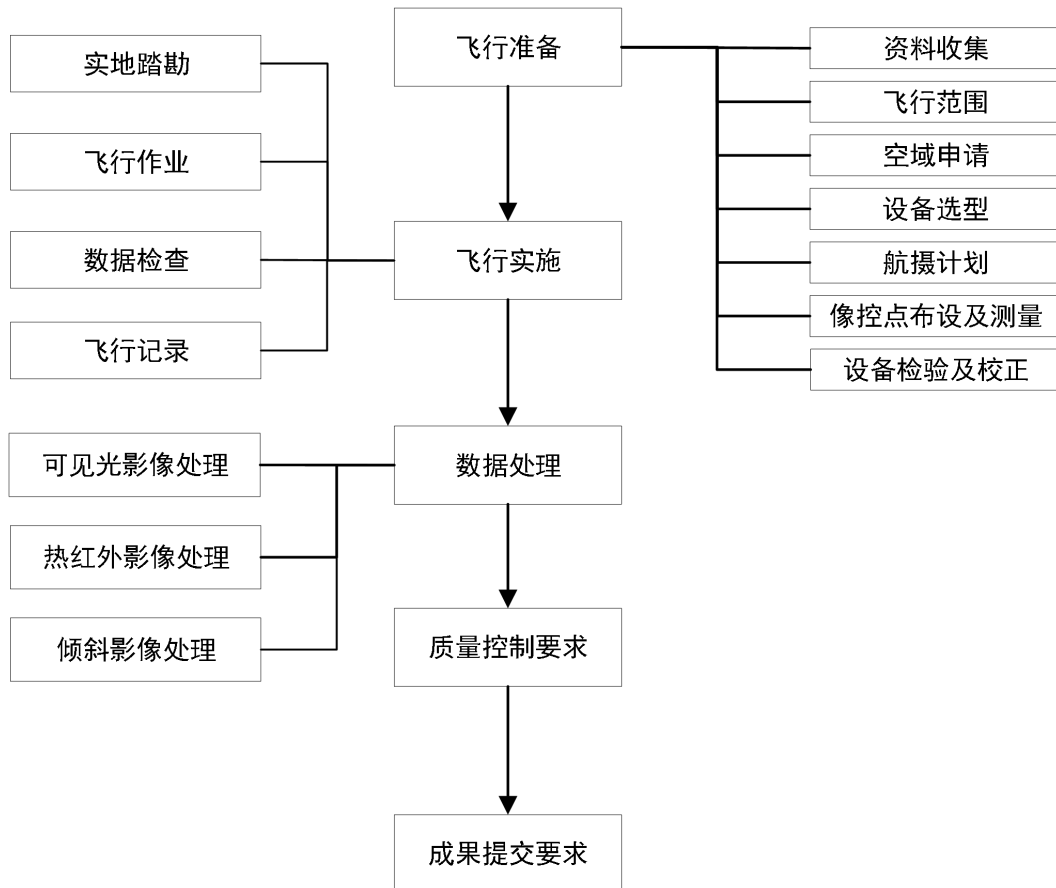 飞行准备
资料收集
飞行范围
空域申请
设备选型
航摄计划
像控点布设及测量
设备检验及校正
实地踏勘
飞行作业
数据检查
飞行记录
飞行实施
可见光影像处理
热红外影像处理
倾斜影像处理
数据处理
质量控制要求
成果提交要求